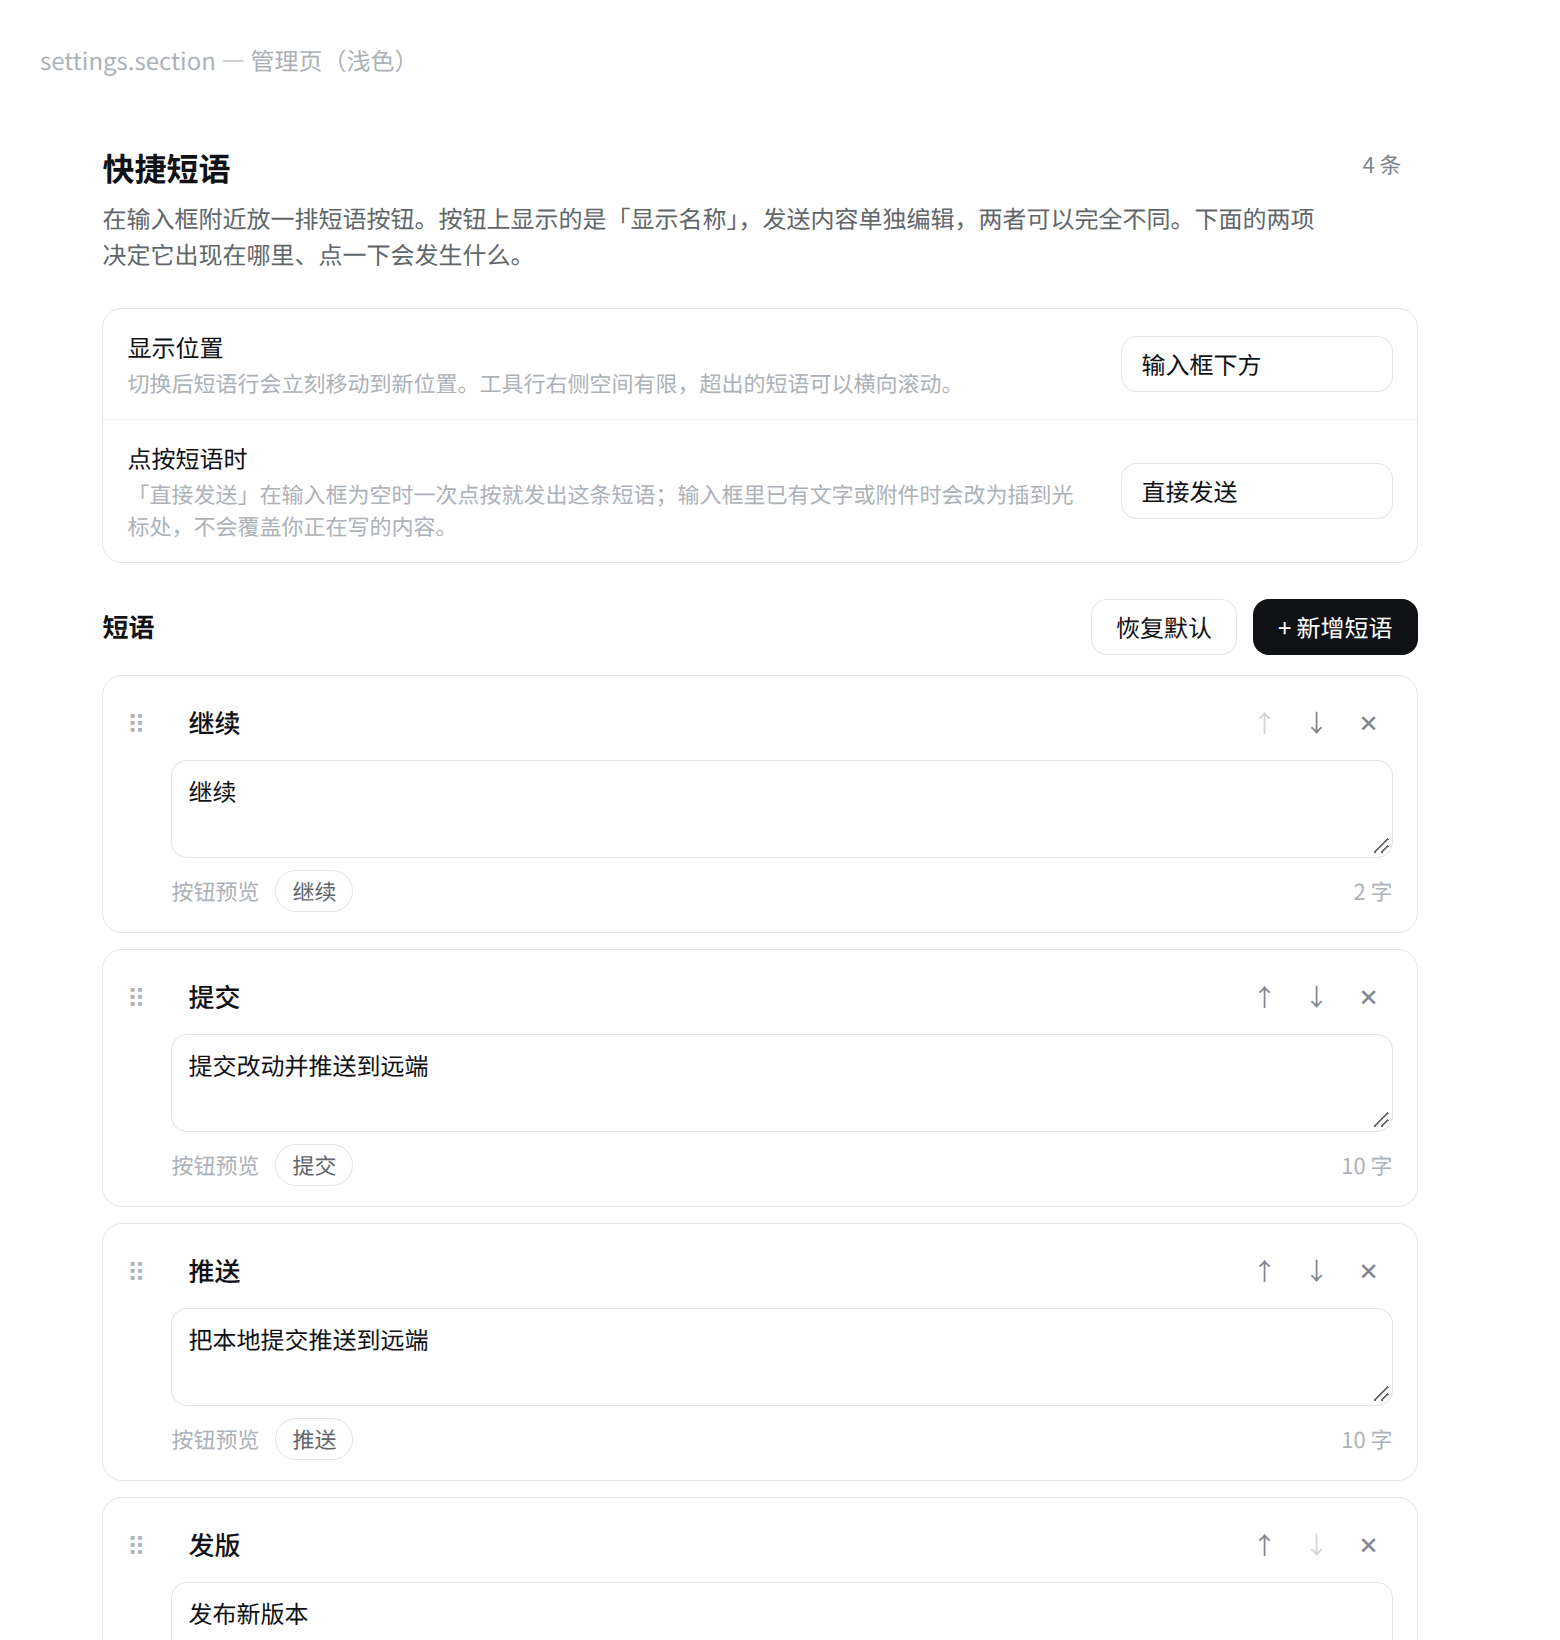 settings.section — 管理页（浅色）
快捷短语
4 条
在输入框附近放一排短语按钮。按钮上显示的是「显示名称」，发送内容单独编辑，两者可以完全不同。下面的两项
决定它出现在哪里、点一下会发生什么。
显示位置
切换后短语行会立刻移动到新位置。工具行右侧空间有限，超出的短语可以横向滚动。
输入框下方
点按短语时
「直接发送」在输入框为空时一次点按就发出这条短语；输入框里已有文字或附件时会改为插到光
标处，不会覆盖你正在写的内容。
直接发送
短语
恢复默认
+ 新增短语
继续
↑ ↓ ✕
继续
按钮预览 继续
2 字
提交
↑ ↓ ✕
提交改动并推送到远端
按钮预览 提交
10 字
推送
↑ ↓ ✕
把本地提交推送到远端
按钮预览 推送
10 字
发版
↑ ↓ ✕
发布新版本